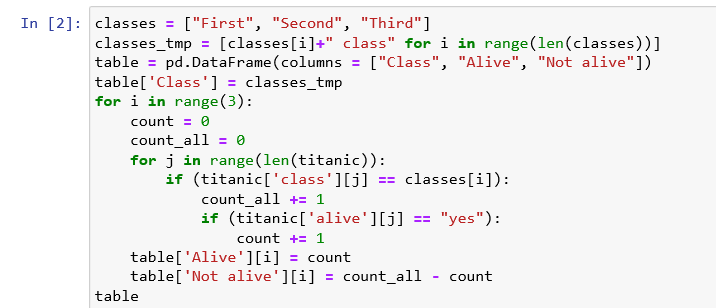 In [2]: classes = ["First", "Second", "Third"]
classes_tmp = [classes[i]+" class" for i in range(len(classes))]
table = pd.DataFrame(columns = ["Class", "Alive", "Not alive"])
table['Class'] = classes_tmp
for i in range(3):
    count = 0
    count_all = 0
    for j in range(len(titanic)):
        if (titanic['class'][j] == classes[i]):
            count_all += 1
            if (titanic['alive'][j] == "yes"):
                count += 1
    table['Alive'][i] = count
    table['Not alive'][i] = count_all - count
table